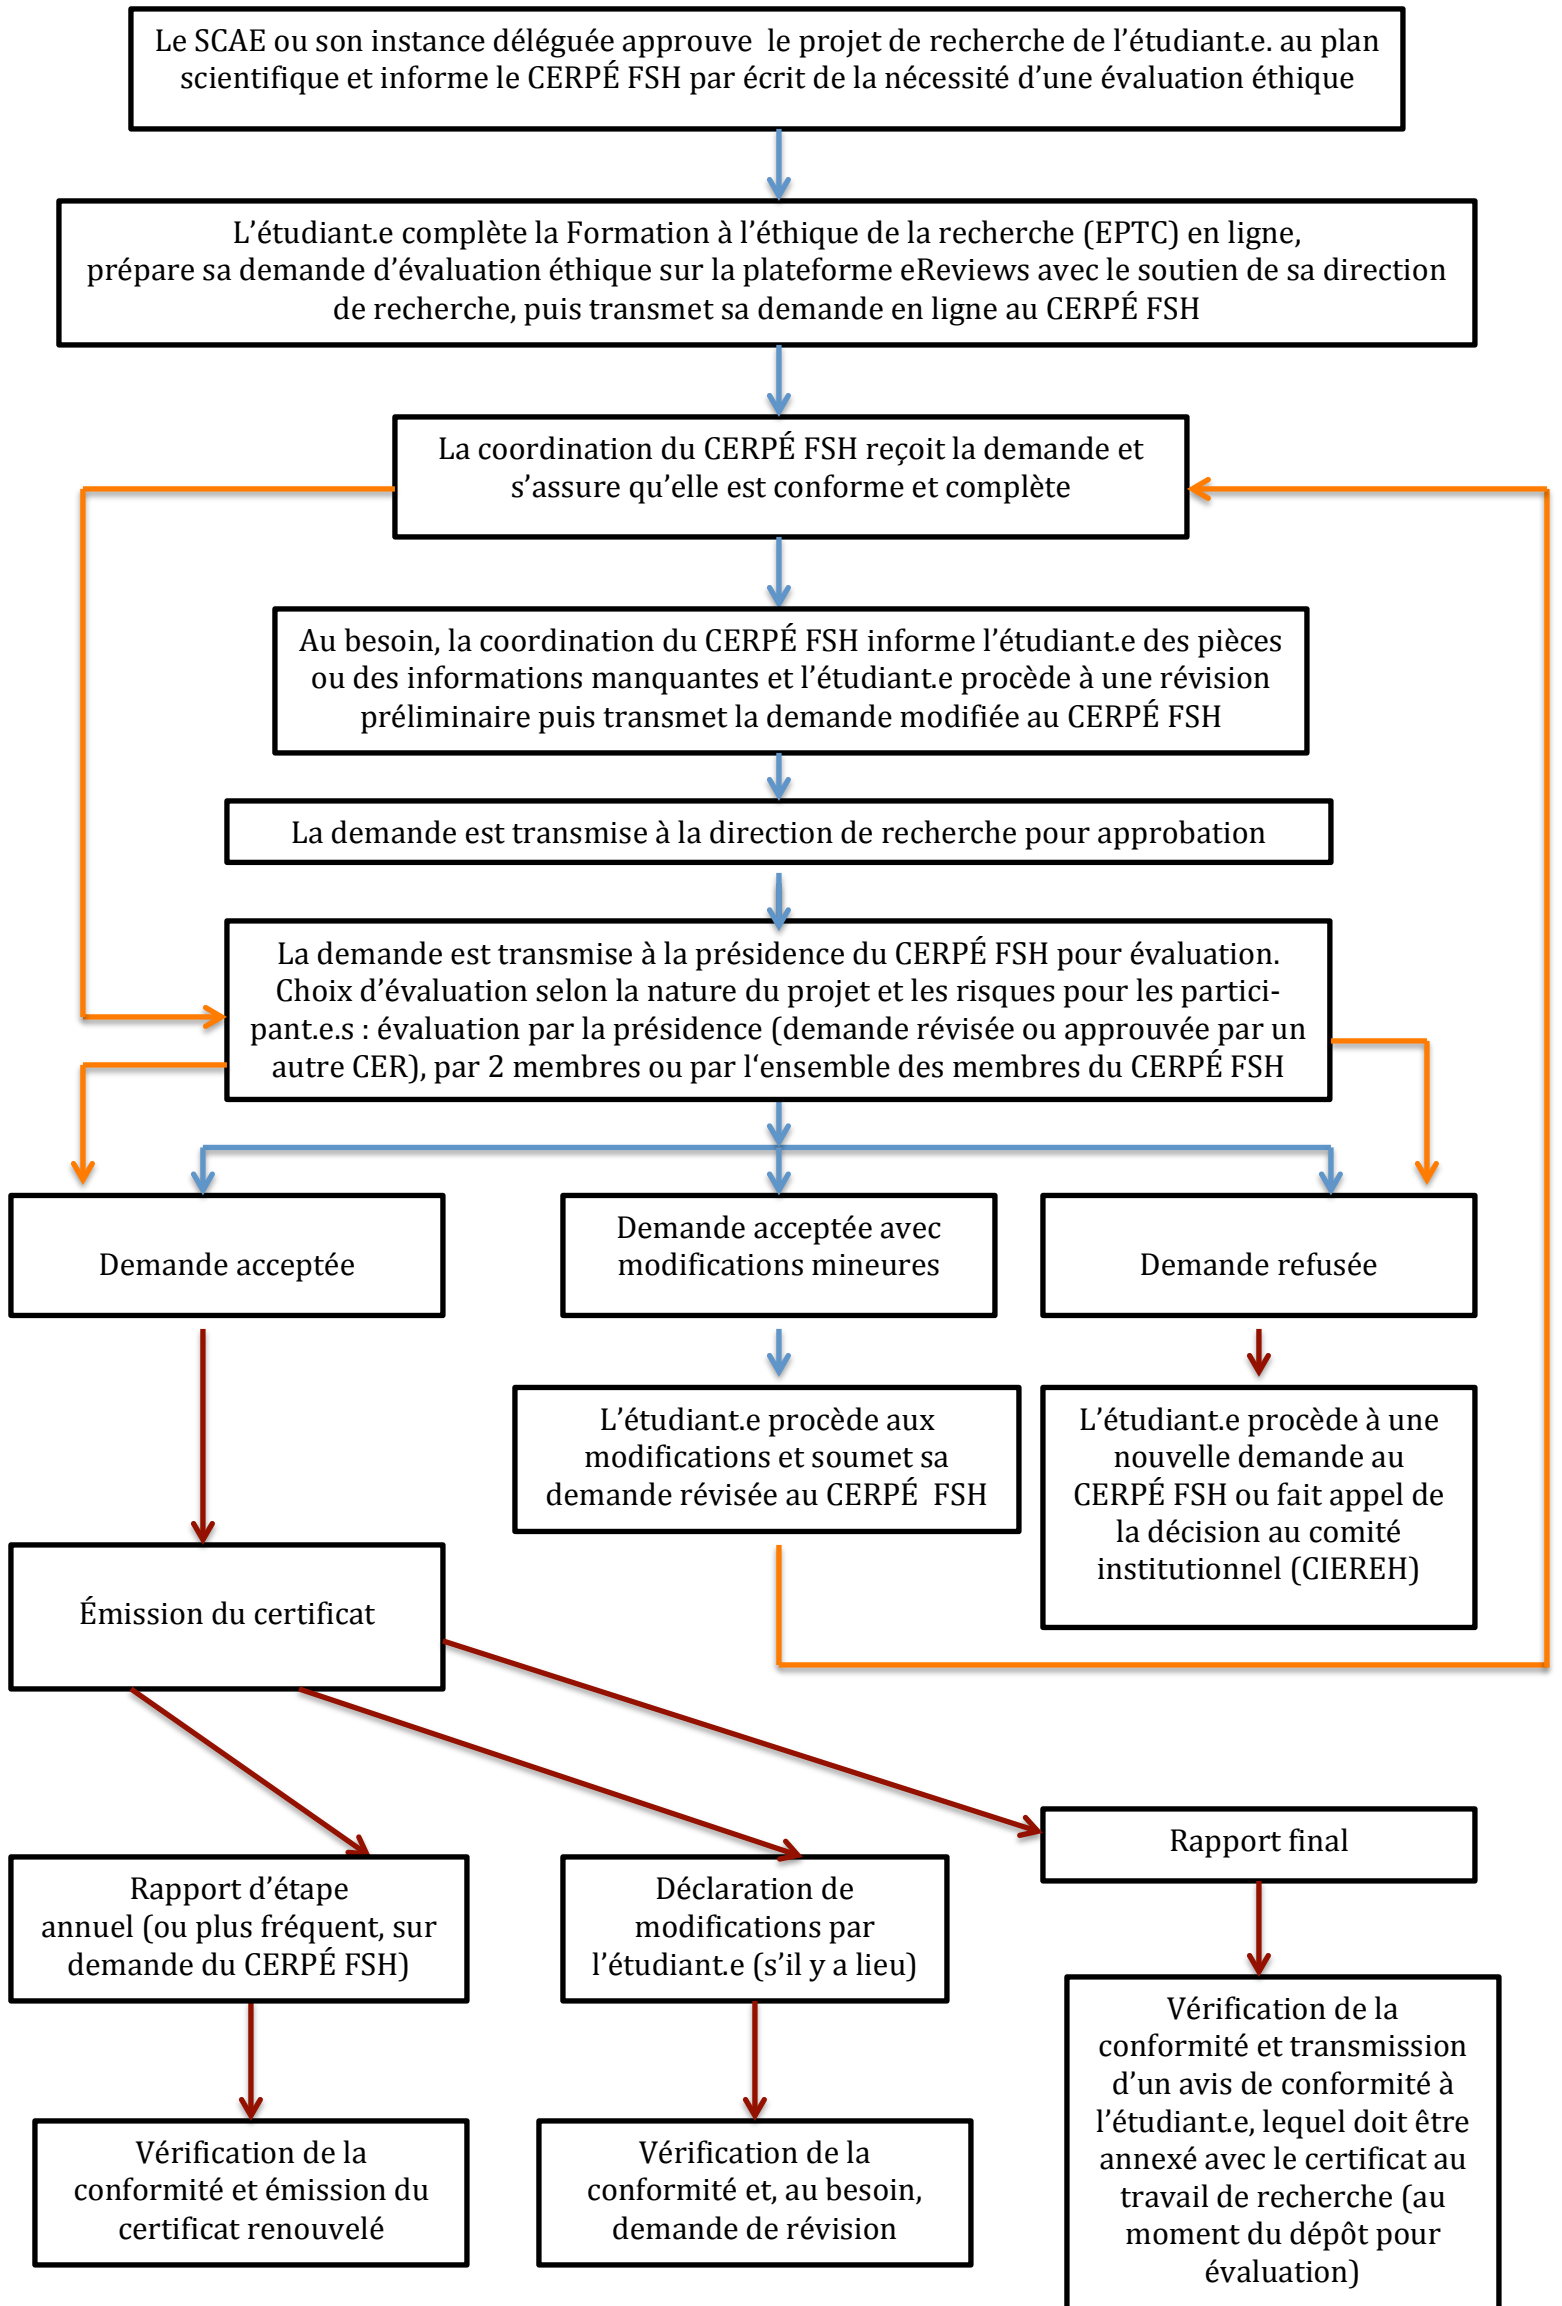 Le SCAE ou son instance déléguée approuve  le projet de recherche de l’étudiant.e. au plan
scientifique et informe le CERPÉ FSH par écrit de la nécessité d’une évaluation éthique
L’étudiant.e complète la Formation à l’éthique de la recherche (EPTC) en ligne,
prépare sa demande d’évaluation éthique sur la plateforme eReviews avec le soutien de sa direction
de recherche, puis transmet sa demande en ligne au CERPÉ FSH
La coordination du CERPÉ FSH reçoit la demande et
s’assure qu’elle est conforme et complète
Au besoin, la coordination du CERPÉ FSH informe l’étudiant.e des pièces
ou des informations manquantes et l’étudiant.e procède à une révision
préliminaire puis transmet la demande modifiée au CERPÉ FSH
La demande est transmise à la direction de recherche pour approbation
La demande est transmise à la présidence du CERPÉ FSH pour évaluation.
Choix d’évaluation selon la nature du projet et les risques pour les partici-
pant.e.s : évaluation par la présidence (demande révisée ou approuvée par un
autre CER), par 2 membres ou par l‘ensemble des membres du CERPÉ FSH
Demande acceptée
Demande acceptée avec
modifications mineures
Demande refusée
L’étudiant.e procède aux
modifications et soumet sa
demande révisée au CERPÉ  FSH
L’étudiant.e procède à une
nouvelle demande au
CERPÉ FSH ou fait appel de
la décision au comité
institutionnel (CIEREH)
Émission du certificat
Rapport d’étape
annuel (ou plus fréquent, sur
demande du CERPÉ FSH)
Déclaration de
modifications par
l’étudiant.e (s’il y a lieu)
Rapport final
Vérification de la
conformité et émission du
certificat renouvelé
Vérification de la
conformité et, au besoin,
demande de révision
Vérification de la
conformité et transmission
d’un avis de conformité à
l’étudiant.e, lequel doit être
annexé avec le certificat au
travail de recherche (au
moment du dépôt pour
évaluation)